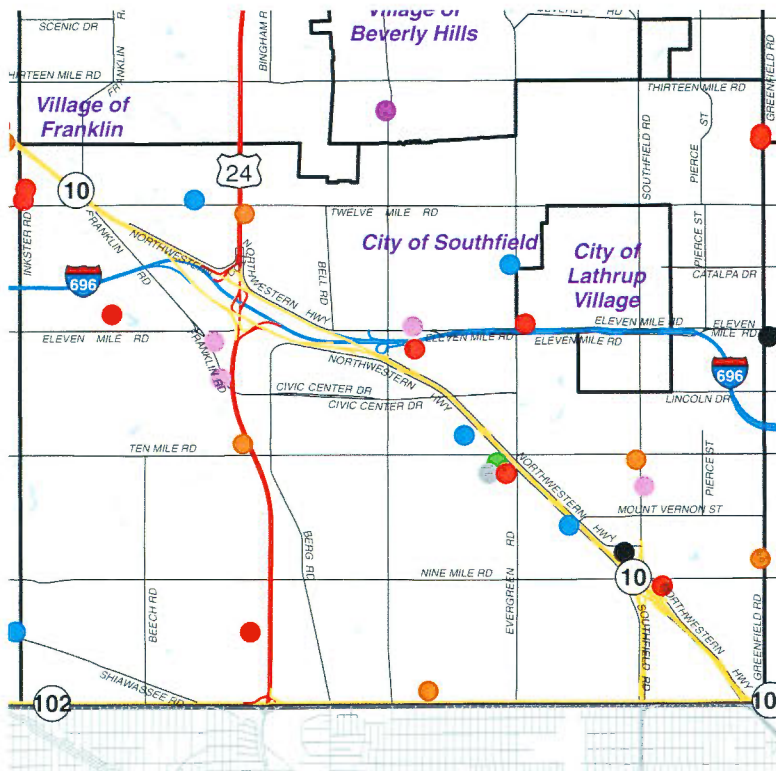 Village of
Beverly Hills
SCENIC DR
FRANKLIN
BINGHAM R
RD
GREENFIELD RD
THIRTEEN MILE RD
FRANKLIN
THIRTEEN MILE RD
Village of
Franklin
SOUTHFIELD RD
PIERCE ST
24
10
TWELVE MILE RD
INKSTER RD
FRANKLIN RD
NORTHWESTERN
NORTHWESTERN HWY
BELL RD
City of Southfield
City of
Lathrup
Village
PIERCE ST
CATALPA DR
696
ELEVEN MILE RD
ELEVEN MILE RD
ELEVEN MILE RD
ELEVEN MILE RD
ELEVEN MILE RD
FRANKLIN RD
NORTHWESTERN HWY
696
CIVIC CENTER DR
CIVIC CENTER DR
LINCOLN DR
TEN MILE RD
NORTHWESTERN HWY
PIERCE ST
MOUNT VERNON ST
BERG RD
EVERGREEN RD
NINE MILE RD
10
BEECH RD
NORTHWESTERN HWY
SOUTHFIELD RD
GREENFIELD RD
SHIAWASSEE RD
102
10